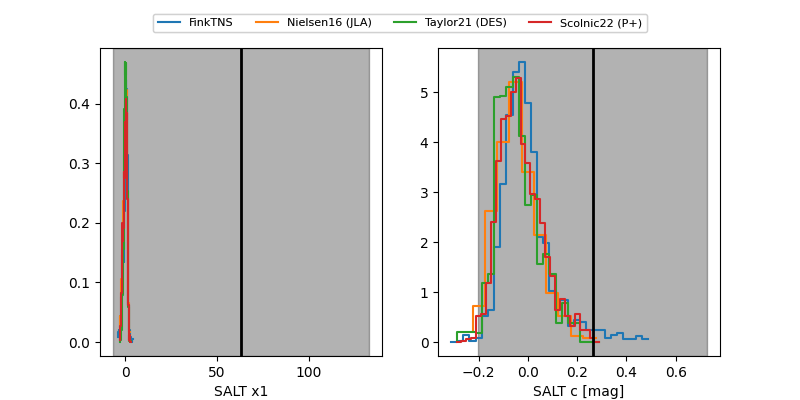 FinkTNS Nielsen16 (JLA) Taylor21 (DES) Scolnic22 (P+)
0.4
0.3
0.2
0.1
0.0
0 50 100
SALT x1
5
4
3
2
1
0
−0.2 0.0 0.2 0.4 0.6
SALT c [mag]